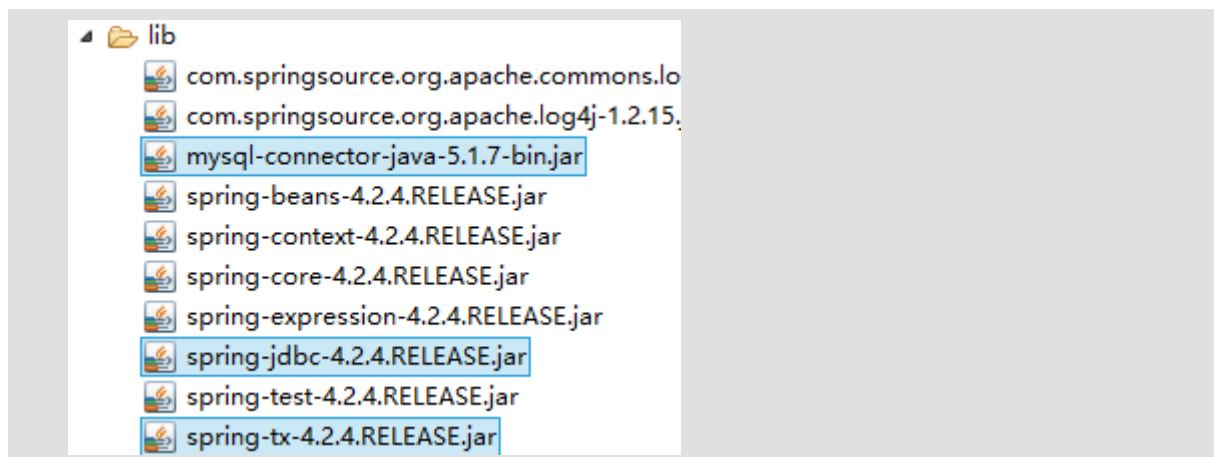 lib
com.springsource.org.apache.commons.lo
com.springsource.org.apache.log4j-1.2.15.
mysql-connector-java-5.1.7-bin.jar
spring-beans-4.2.4.RELEASE.jar
spring-context-4.2.4.RELEASE.jar
spring-core-4.2.4.RELEASE.jar
spring-expression-4.2.4.RELEASE.jar
spring-jdbc-4.2.4.RELEASE.jar
spring-test-4.2.4.RELEASE.jar
spring-tx-4.2.4.RELEASE.jar